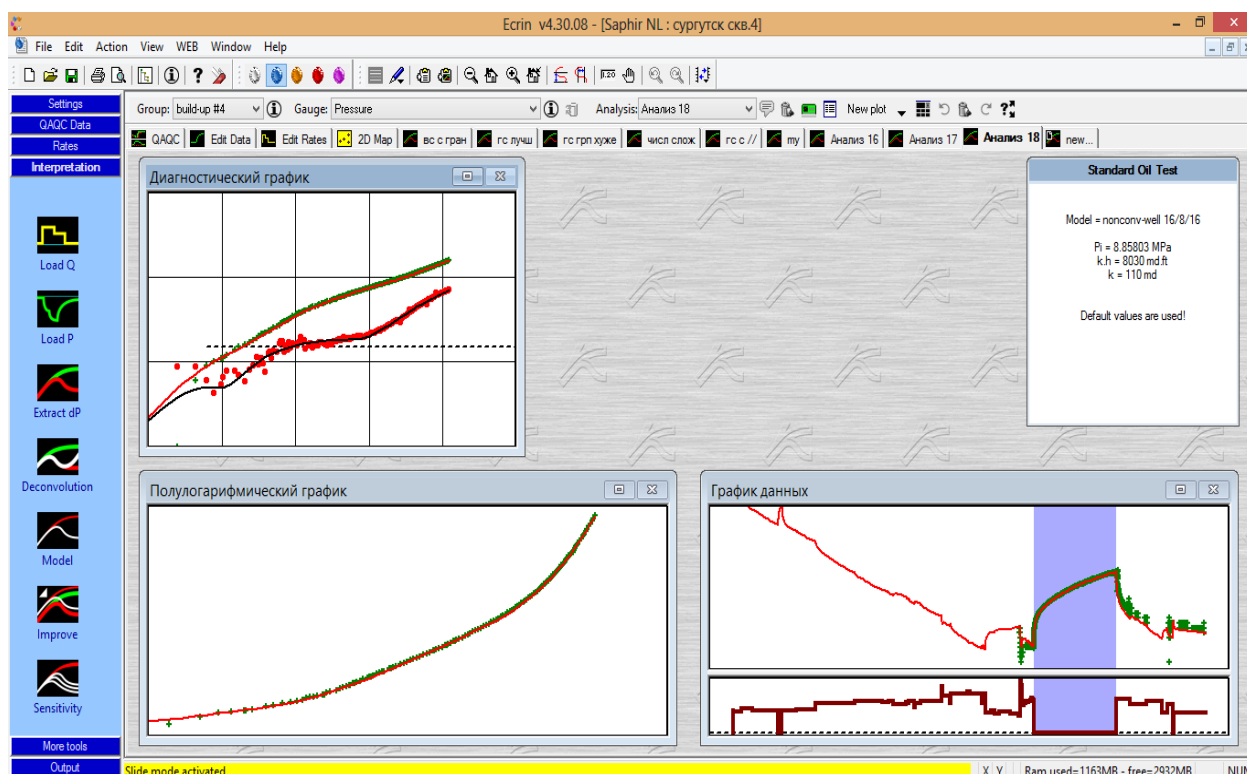 Ecrin v4.30.08 - [Saphir NL : сургутск скв.4]
File Edit Action View WEB Window Help
Settings
QAQC Data
Rates
Interpretation
Load Q
Load P
Extract dP
Deconvolution
Model
Improve
Sensitivity
More tools
Output
Group: build-up #4 Gauge: Pressure Analysis: Анализ 18 New plot
QAQC Edit Data Edit Rates 2D Map вс с гран гс лучш гс грп хуже числ слож гс с // my Анализ 16 Анализ 17 Анализ 18 new...
Диагностический график
Standard Oil Test
Model = nonconv-well 16/8/16
Pi = 8.85803 MPa
k.h = 8030 md.ft
k = 110 md
Default values are used!
Полулогарифмический график
График данных
Slide mode activated
X Y Ram used=1163MB - free=2932MB NUM